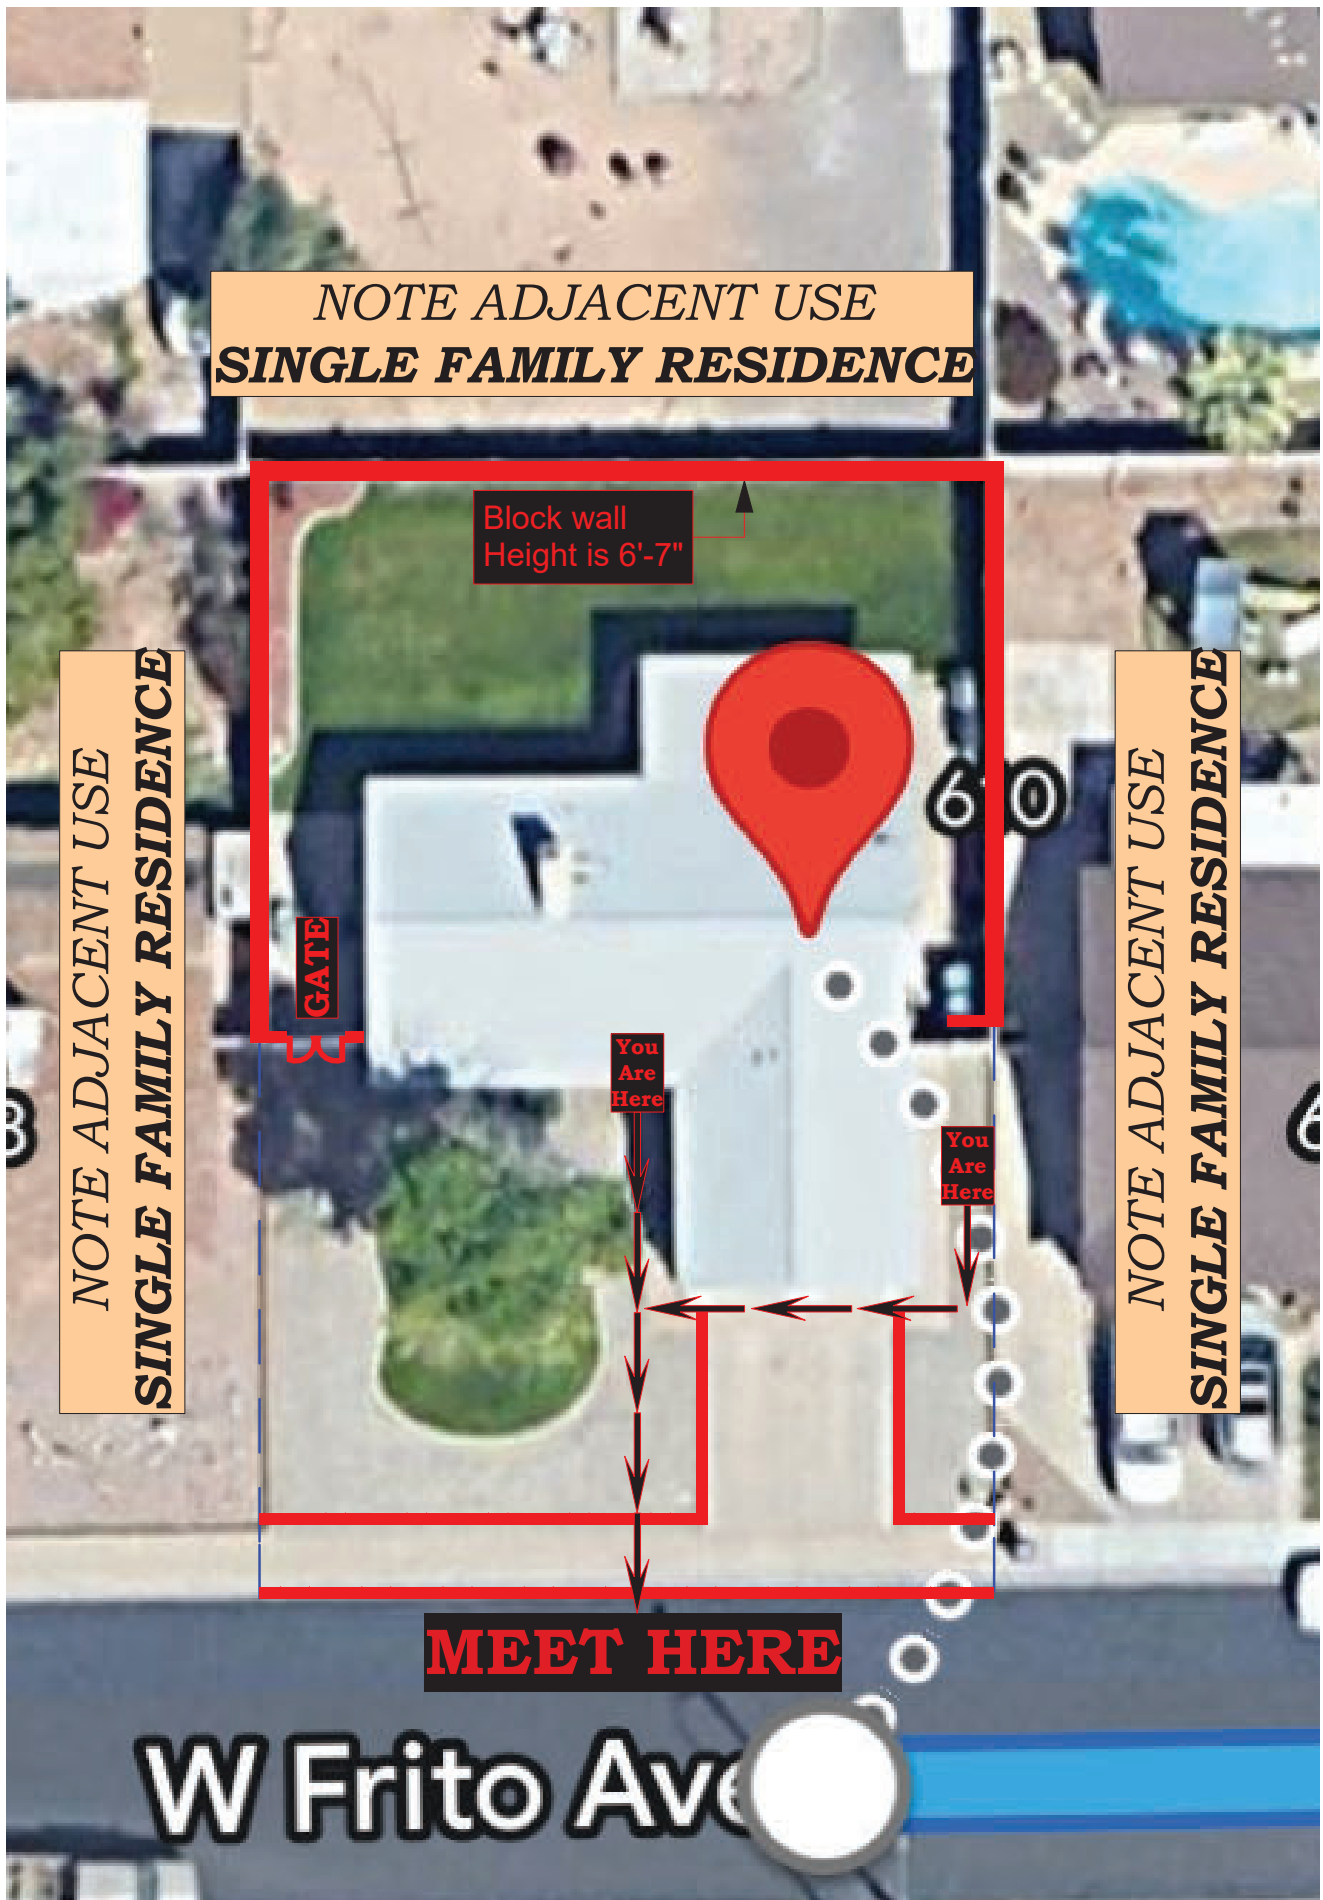 NOTE ADJACENT USE
SINGLE FAMILY RESIDENCE
Block wall
Height is 6'-7"
NOTE ADJACENT USE
SINGLE FAMILY RESIDENCE
NOTE ADJACENT USE
SINGLE FAMILY RESIDENCE
GATE
You
Are
Here
You
Are
Here
MEET HERE
W Frito Ave